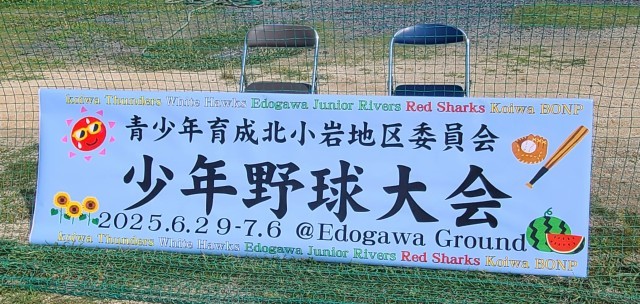 Koiwa Thunders White Hawks Edogawa Junior Rivers Red Sharks Koiwa BONP
青少年育成北小岩地区委員会
少年野球大会
2025.6.29-7.6 @Edogawa Ground
Koiwa Thunders White Hawks Edogawa Junior Rivers Red Sharks Koiwa BONP